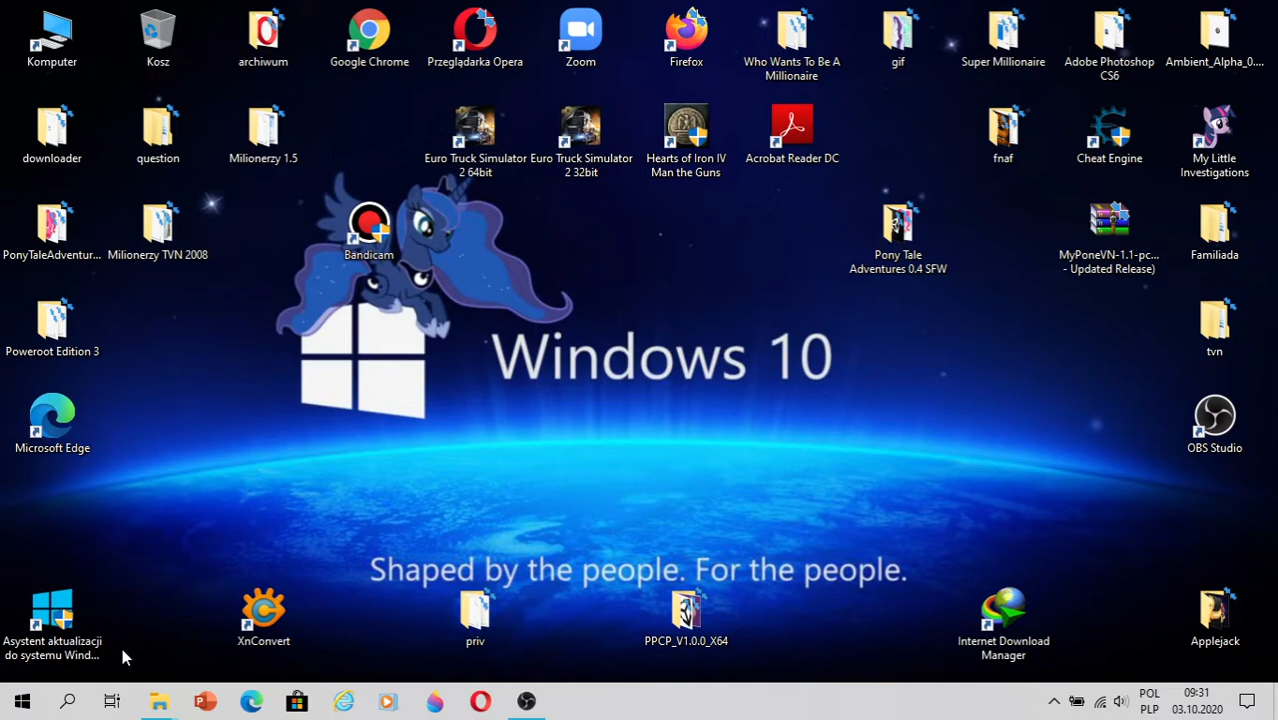 Komputer
Kosz
archiwum
Google Chrome
Przeglądarka Opera
Zoom
Firefox
Who Wants To Be A
Millionaire
gif
Super Millionaire
Adobe Photoshop
CS6
Ambient_Alpha_0....
downloader
question
Milionerzy 1.5
Euro Truck Simulator
2 64bit
Euro Truck Simulator
2 32bit
Hearts of Iron IV
Man the Guns
Acrobat Reader DC
fnaf
Cheat Engine
My Little
Investigations
PonyTaleAdventur...
Milionerzy TVN 2008
Bandicam
Pony Tale
Adventures 0.4 SFW
MyPoneVN-1.1-pc...
- Updated Release)
Familiada
Poweroot Edition 3
tvn
Windows 10
Microsoft Edge
OBS Studio
Shaped by the people. For the people.
Asystent aktualizacji
do systemu Wind...
XnConvert
priv
PPCP_V1.0.0_X64
Internet Download
Manager
Applejack
POL
PLP
09:31
03.10.2020